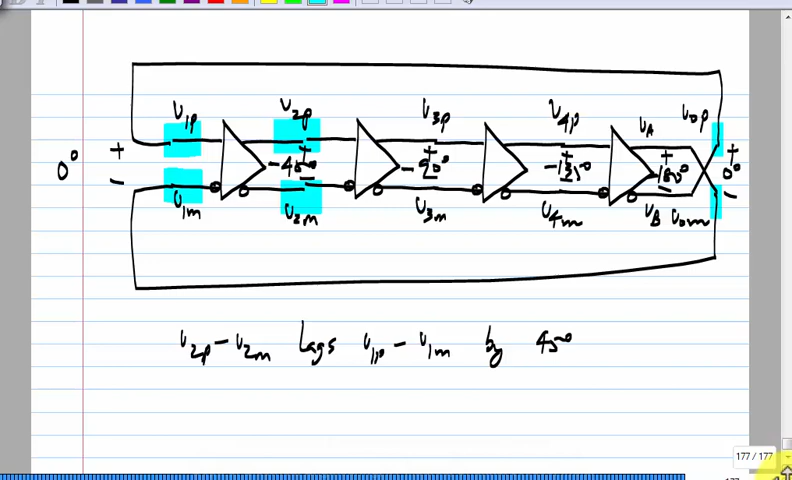 V1p V2p V3p V4p VA Vop
+ + + + + +
0° -45° -90° -135° -180° 0°
- - - - - -
V1m V2m V3m V4m VB Vom
V2p - V2m lags V1p - V1m by 45°
177 / 177
177